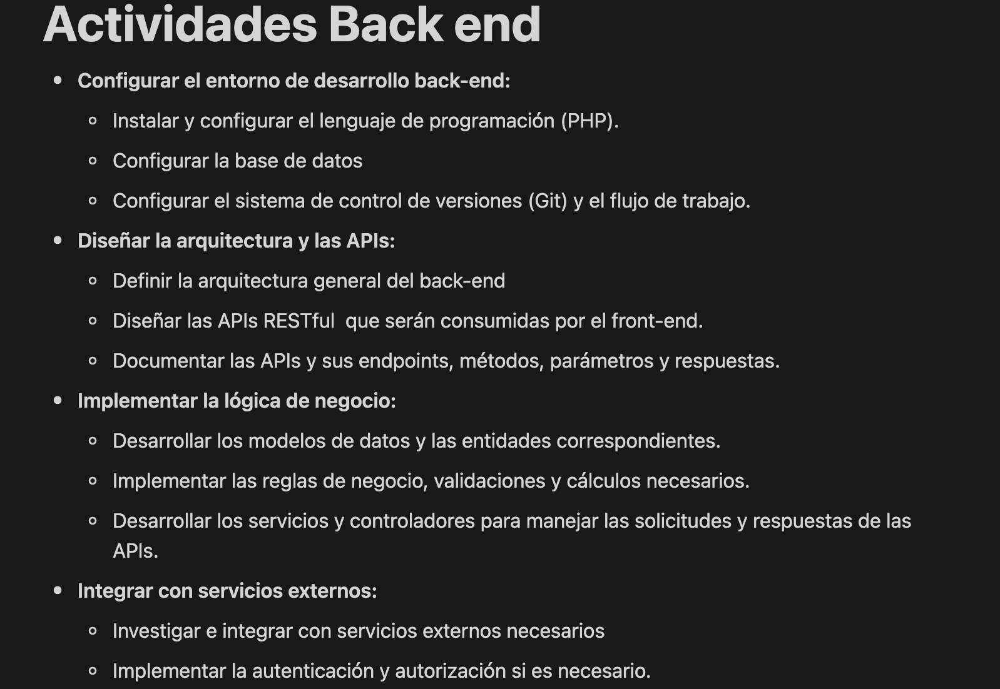 Actividades Back end
• Configurar el entorno de desarrollo back-end:
◦ Instalar y configurar el lenguaje de programación (PHP).
◦ Configurar la base de datos
◦ Configurar el sistema de control de versiones (Git) y el flujo de trabajo.
• Diseñar la arquitectura y las APIs:
◦ Definir la arquitectura general del back-end
◦ Diseñar las APIs RESTful  que serán consumidas por el front-end.
◦ Documentar las APIs y sus endpoints, métodos, parámetros y respuestas.
• Implementar la lógica de negocio:
◦ Desarrollar los modelos de datos y las entidades correspondientes.
◦ Implementar las reglas de negocio, validaciones y cálculos necesarios.
◦ Desarrollar los servicios y controladores para manejar las solicitudes y respuestas de las
APIs.
• Integrar con servicios externos:
◦ Investigar e integrar con servicios externos necesarios
◦ Implementar la autenticación y autorización si es necesario.